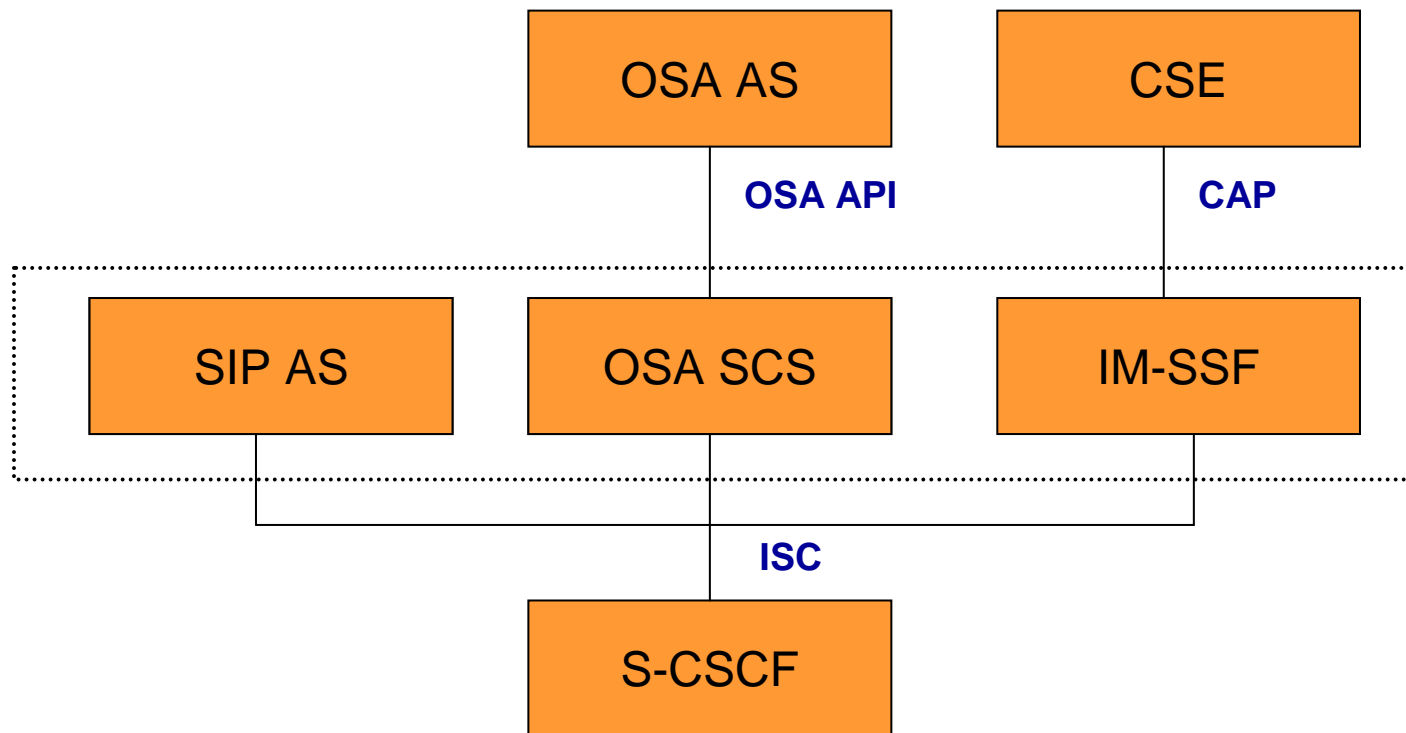 OSA AS
CSE
OSA API
CAP
SIP AS
OSA SCS
IM-SSF
ISC
S-CSCF